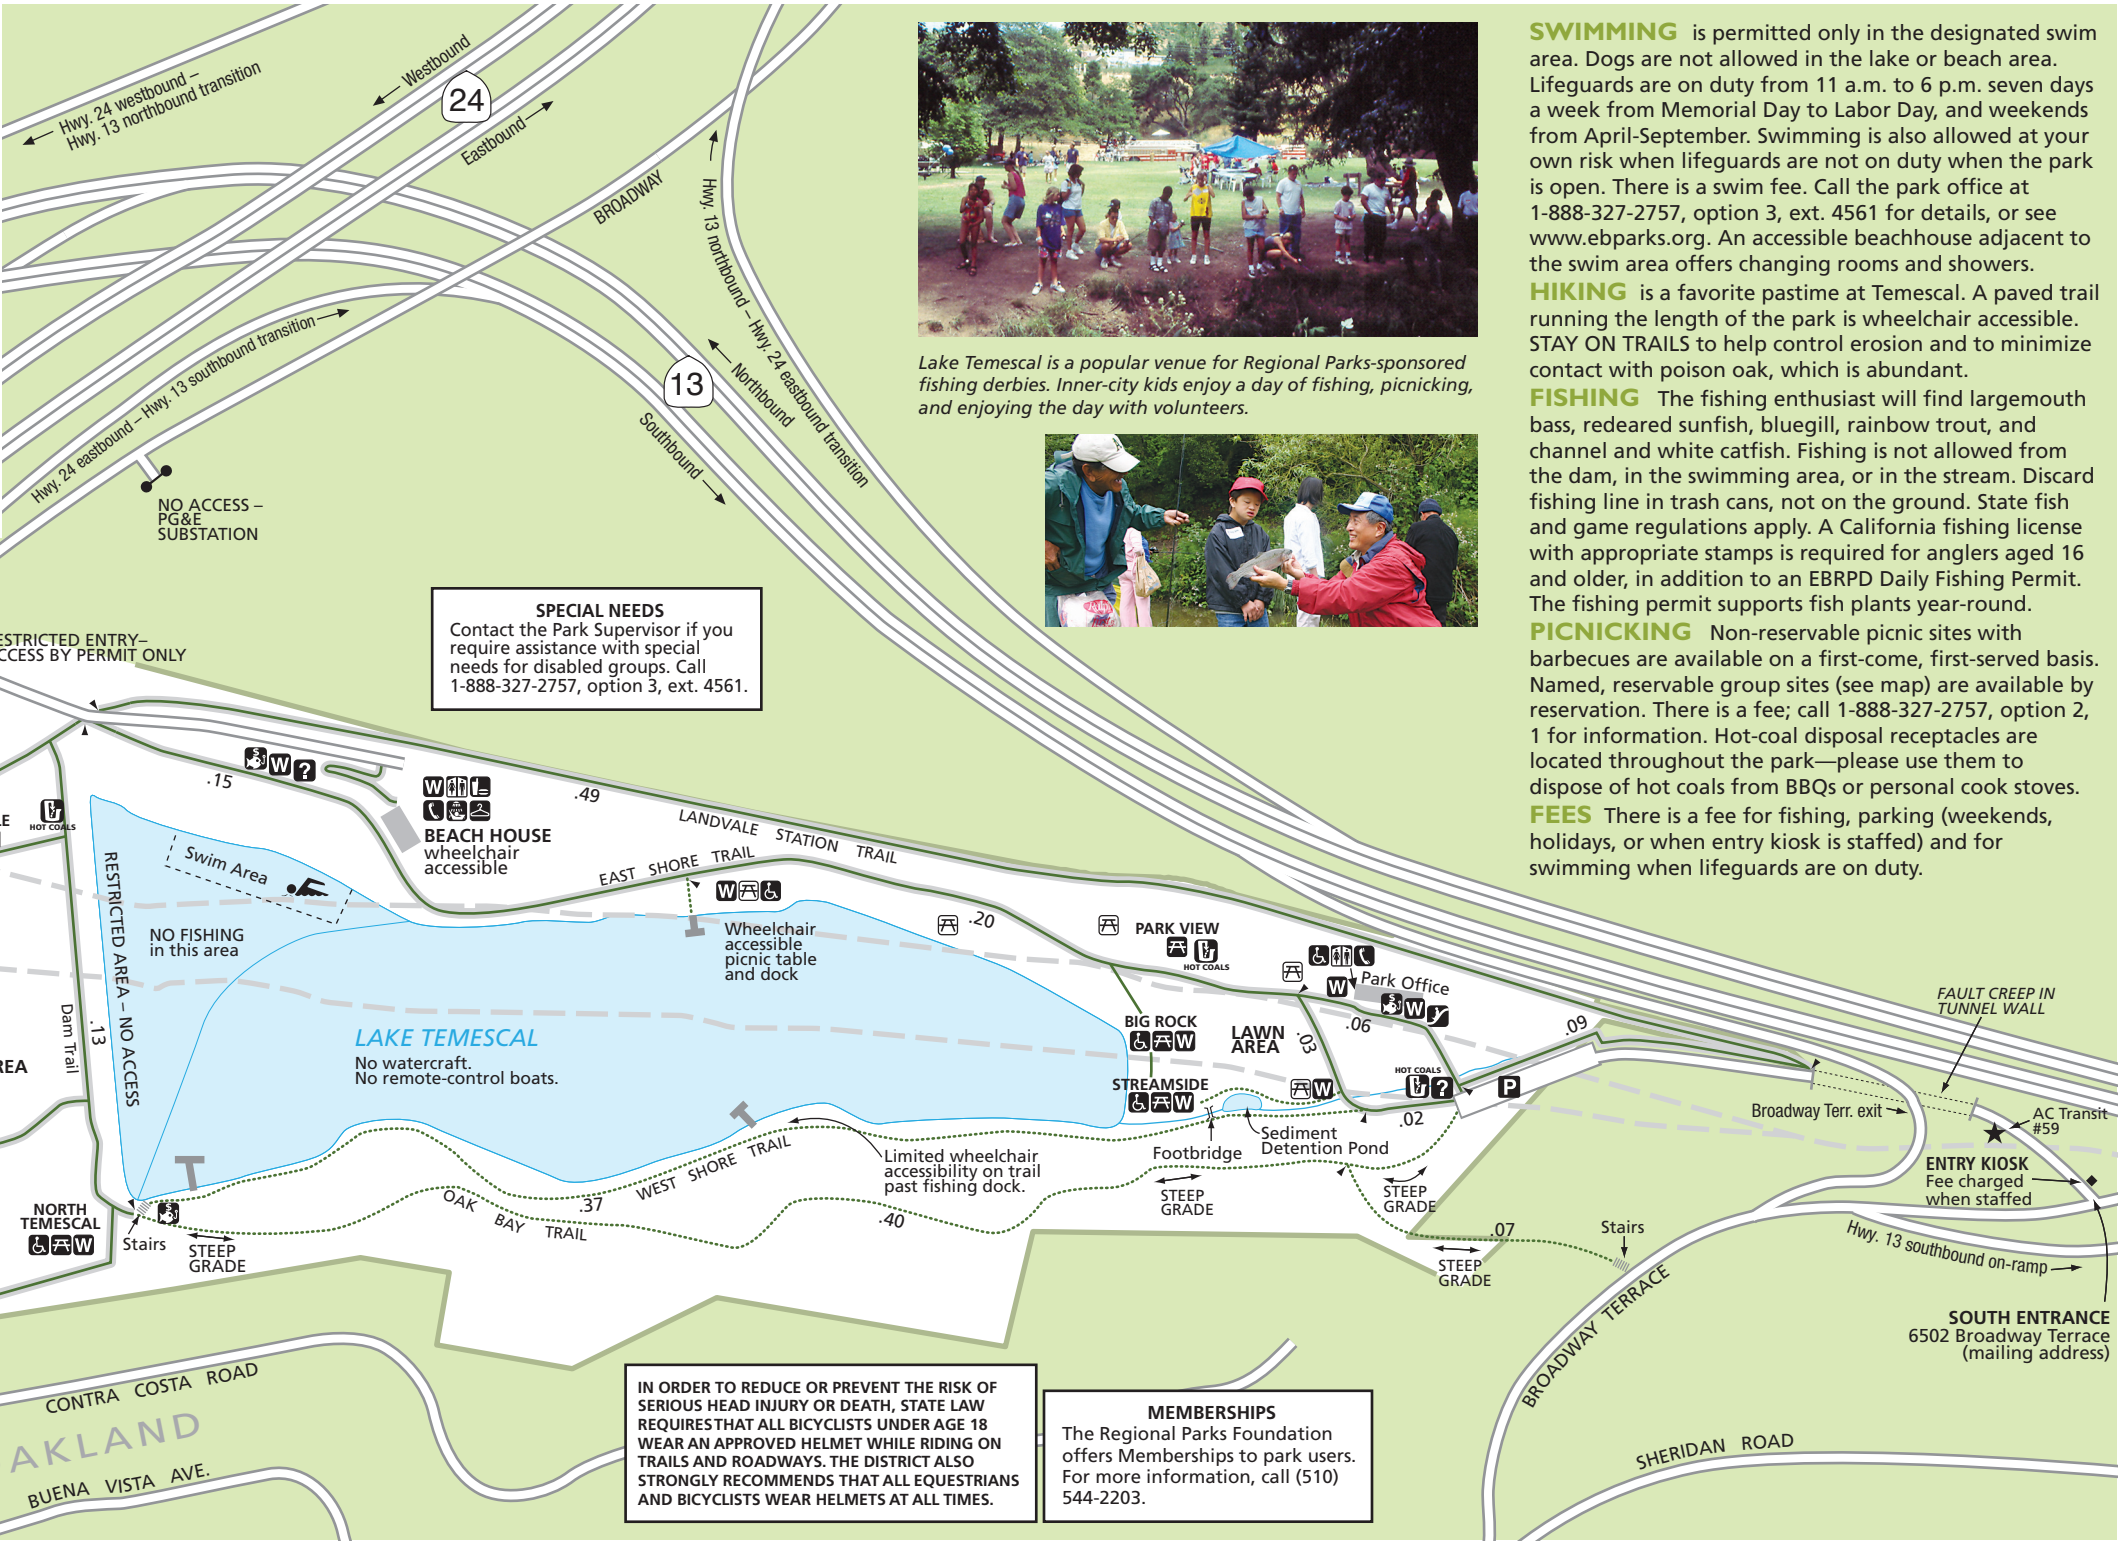 Hwy. 24 westbound –
Hwy. 13 northbound transition
Westbound
24
Eastbound
BROADWAY
Hwy. 13 northbound – Hwy. 24 eastbound transition
Hwy. 24 eastbound – Hwy. 13 southbound transition
13
Northbound
Southbound
NO ACCESS –
PG&E
SUBSTATION
Lake Temescal is a popular venue for Regional Parks-sponsored
fishing derbies. Inner-city kids enjoy a day of fishing, picnicking,
and enjoying the day with volunteers.
SWIMMING is permitted only in the designated swim
area. Dogs are not allowed in the lake or beach area.
Lifeguards are on duty from 11 a.m. to 6 p.m. seven days
a week from Memorial Day to Labor Day, and weekends
from April-September. Swimming is also allowed at your
own risk when lifeguards are not on duty when the park
is open. There is a swim fee. Call the park office at
1-888-327-2757, option 3, ext. 4561 for details, or see
www.ebparks.org. An accessible beachhouse adjacent to
the swim area offers changing rooms and showers.
HIKING is a favorite pastime at Temescal. A paved trail
running the length of the park is wheelchair accessible.
STAY ON TRAILS to help control erosion and to minimize
contact with poison oak, which is abundant.
FISHING The fishing enthusiast will find largemouth
bass, redeared sunfish, bluegill, rainbow trout, and
channel and white catfish. Fishing is not allowed from
the dam, in the swimming area, or in the stream. Discard
fishing line in trash cans, not on the ground. State fish
and game regulations apply. A California fishing license
with appropriate stamps is required for anglers aged 16
and older, in addition to an EBRPD Daily Fishing Permit.
The fishing permit supports fish plants year-round.
PICNICKING Non-reservable picnic sites with
barbecues are available on a first-come, first-served basis.
Named, reservable group sites (see map) are available by
reservation. There is a fee; call 1-888-327-2757, option 2,
1 for information. Hot-coal disposal receptacles are
located throughout the park—please use them to
dispose of hot coals from BBQs or personal cook stoves.
FEES There is a fee for fishing, parking (weekends,
holidays, or when entry kiosk is staffed) and for
swimming when lifeguards are on duty.
SPECIAL NEEDS
Contact the Park Supervisor if you
require assistance with special
needs for disabled groups. Call
1-888-327-2757, option 3, ext. 4561.
ESTRICTED ENTRY–
CCESS BY PERMIT ONLY
.15
S
W
?
W
BEACH HOUSE
wheelchair
accessible
.49
LANDVALE STATION TRAIL
EAST SHORE TRAIL
LE
HOT COALS
Swim Area
RESTRICTED AREA – NO ACCESS
NO FISHING
in this area
W
Wheelchair
accessible
picnic table
and dock
.20
PARK VIEW
HOT COALS
W
Park Office
S
W
.06
.03
.09
LAWN
AREA
BIG ROCK
W
STREAMSIDE
W
W
HOT COALS
?
P
.02
Dam Trail
.13
EA
LAKE TEMESCAL
No watercraft.
No remote-control boats.
FAULT CREEP IN
TUNNEL WALL
Broadway Terr. exit
AC Transit
#59
ENTRY KIOSK
Fee charged
when staffed
Footbridge
Sediment
Detention Pond
Limited wheelchair
accessibility on trail
past fishing dock.
WEST SHORE TRAIL
.37
OAK BAY TRAIL
.40
STEEP
GRADE
STEEP
GRADE
.07
STEEP
GRADE
Stairs
NORTH
TEMESCAL
W
Stairs
S
STEEP
GRADE
Hwy. 13 southbound on-ramp
BROADWAY TERRACE
SOUTH ENTRANCE
6502 Broadway Terrace
(mailing address)
CONTRA COSTA ROAD
AKLAND
BUENA VISTA AVE.
IN ORDER TO REDUCE OR PREVENT THE RISK OF
SERIOUS HEAD INJURY OR DEATH, STATE LAW
REQUIRES THAT ALL BICYCLISTS UNDER AGE 18
WEAR AN APPROVED HELMET WHILE RIDING ON
TRAILS AND ROADWAYS. THE DISTRICT ALSO
STRONGLY RECOMMENDS THAT ALL EQUESTRIANS
AND BICYCLISTS WEAR HELMETS AT ALL TIMES.
MEMBERSHIPS
The Regional Parks Foundation
offers Memberships to park users.
For more information, call (510)
544-2203.
SHERIDAN ROAD